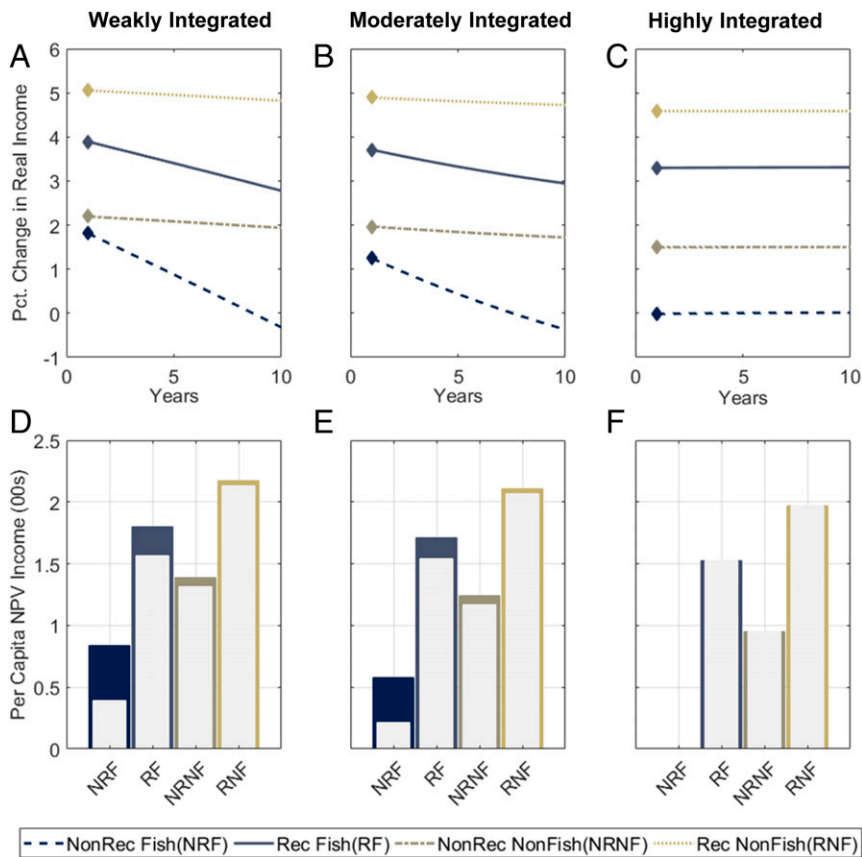 Weakly Integrated
Moderately Integrated
Highly Integrated
A
B
C
Pct. Change in Real Income
6
5
4
3
2
1
0
-1
0
5
10
Years
0
5
10
Years
0
5
10
Years
D
E
F
Per Capita NPV Income (00s)
2.5
2
1.5
1
0.5
0
NRF
RF
NRNF
RNF
NRF
RF
NRNF
RNF
NRF
RF
NRNF
RNF
NonRec Fish(NRF)
Rec Fish(RF)
NonRec NonFish(NRNF)
Rec NonFish(RNF)